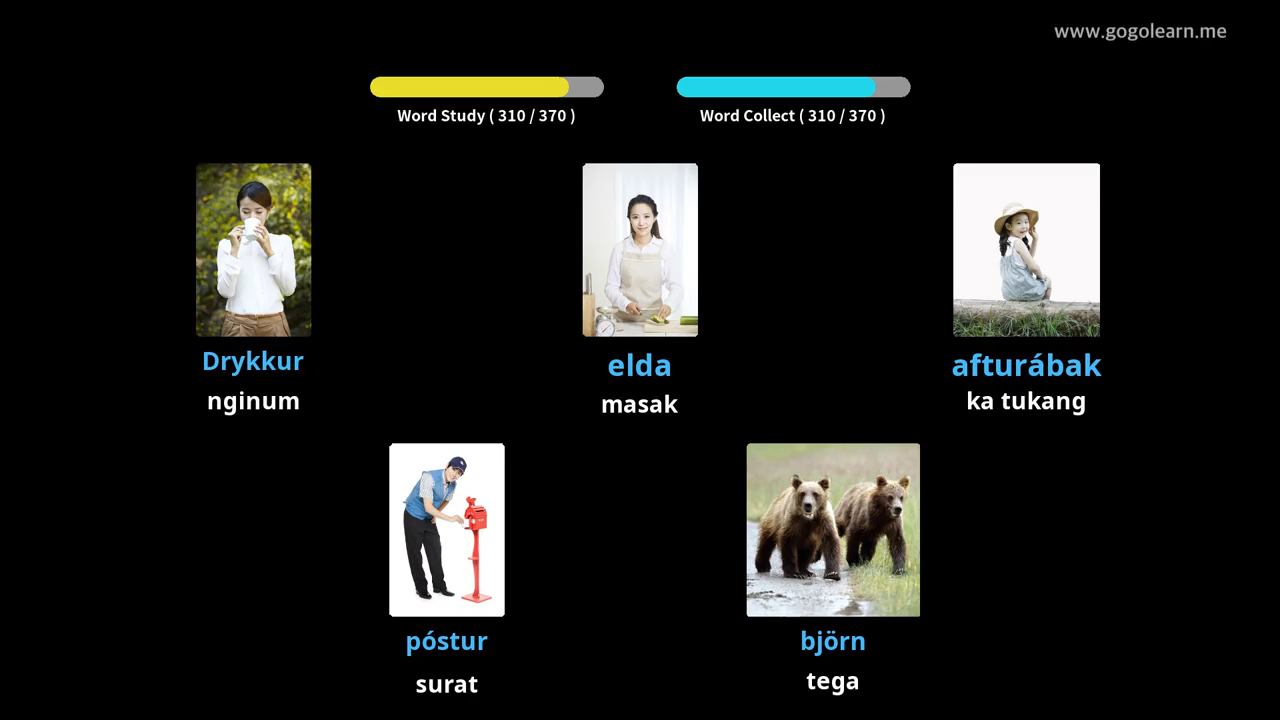 www.gogolearn.me
Word Study ( 310 / 370 )
Word Collect ( 310 / 370 )
Drykkur
nginum
elda
masak
afturábak
ka tukang
póstur
surat
björn
tega